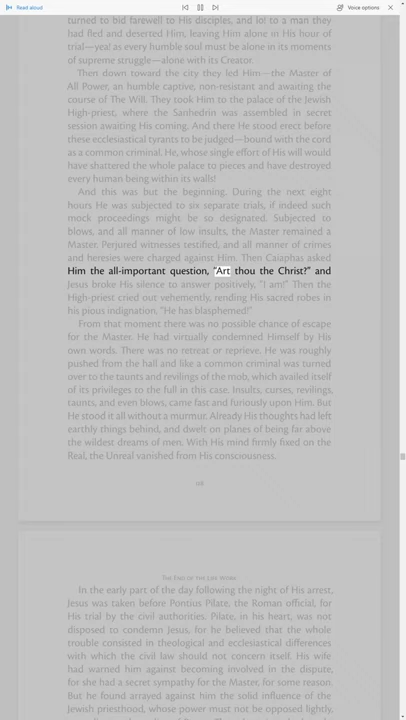 Read aloud
Voice options
turned to bid farewell to His disciples, and lo! to a man they
had fled and deserted Him, leaving Him alone in His hour of
trial—yea! as every humble soul must be alone in its moments
of supreme struggle—alone with its Creator.
Then down toward the city they led Him—the Master of
All Power, an humble captive, non-resistant and awaiting the
course of The Will. They took Him to the palace of the Jewish
High-priest, where the Sanhedrin was assembled in secret
session awaiting His coming. And there He stood erect before
these ecclesiastical tyrants to be judged—bound with the cord
as a common criminal. He, whose single effort of His will would
have shattered the whole palace to pieces and have destroyed
every human being within its walls!
And this was but the beginning. During the next eight
hours He was subjected to six separate trials, if indeed such
mock proceedings might be so designated. Subjected to
blows, and all manner of low insults, the Master remained a
Master. Perjured witnesses testified, and all manner of crimes
and heresies were charged against Him. Then Caiaphas asked
Him the all-important question, “Art thou the Christ?” and
Jesus broke His silence to answer positively, “I am!” Then the
High-priest cried out vehemently, rending His sacred robes in
his pious indignation. “He has blasphemed!”
From that moment there was no possible chance of escape
for the Master. He had virtually condemned Himself by His
own words. There was no retreat or reprieve. He was roughly
pushed from the hall and like a common criminal was turned
over to the taunts and revilings of the mob, which availed itself
of its privileges to the full in this case. Insults, curses, revilings,
taunts, and even blows, came fast and furiously upon Him. But
He stood it all without a murmur. Already His thoughts had left
earthly things behind, and dwelt on planes of being far above
the wildest dreams of men. With His mind firmly fixed on the
Real, the Unreal vanished from His consciousness.
The End of the Life Work
In the early part of the day following the night of His arrest,
Jesus was taken before Pontius Pilate, the Roman official, for
His trial by the civil authorities. Pilate, in his heart, was not
disposed to condemn Jesus, for he believed that the whole
trouble consisted in theological and ecclesiastical differences
with which the civil law should not concern itself. His wife
had warned him against becoming involved in the dispute,
for she had a secret sympathy for the Master, for some reason.
But he found arrayed against him the solid influence of the
Jewish priesthood, whose power must not be opposed lightly,